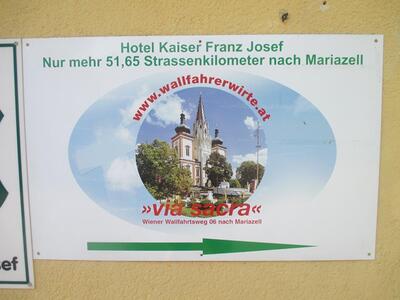 Hotel Kaiser Franz Josef
Nur mehr 51,65 Strassenkilometer nach Mariazell
www.wallfahrerwirte.at
»via sacra«
Wiener Wallfahrtsweg 06 nach Mariazell
sef